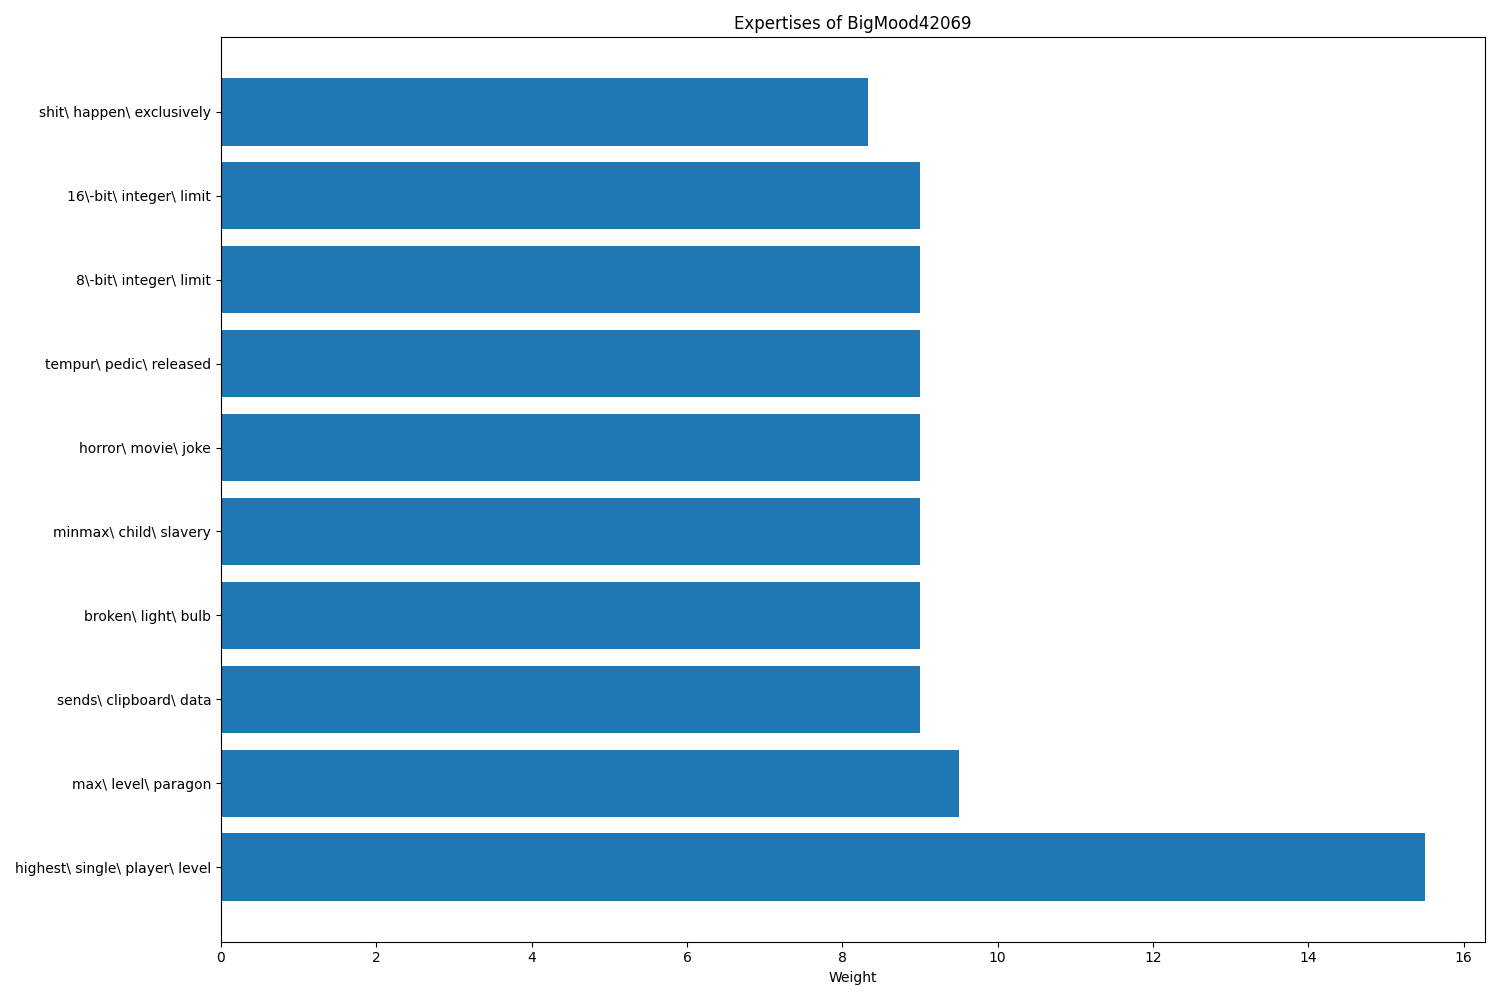 Expertises of BigMood42069
shit\ happen\ exclusively
16\-bit\ integer\ limit
8\-bit\ integer\ limit
tempur\ pedic\ released
horror\ movie\ joke
minmax\ child\ slavery
broken\ light\ bulb
sends\ clipboard\ data
max\ level\ paragon
highest\ single\ player\ level
0 2 4 6 8 10 12 14 16
Weight